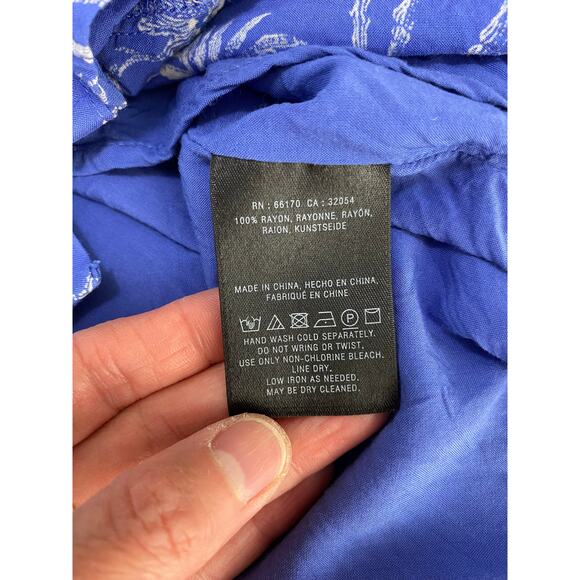 RN : 66170 CA : 32054
100% RAYON, RAYONNE, RAYÓN,
RAION, KUNSTSEIDE
MADE IN CHINA, HECHO EN CHINA,
FABRIQUÉ EN CHINE
HAND WASH COLD SEPARATELY.
DO NOT WRING OR TWIST.
USE ONLY NON-CHLORINE BLEACH.
LINE DRY.
LOW IRON AS NEEDED.
MAY BE DRY CLEANED.